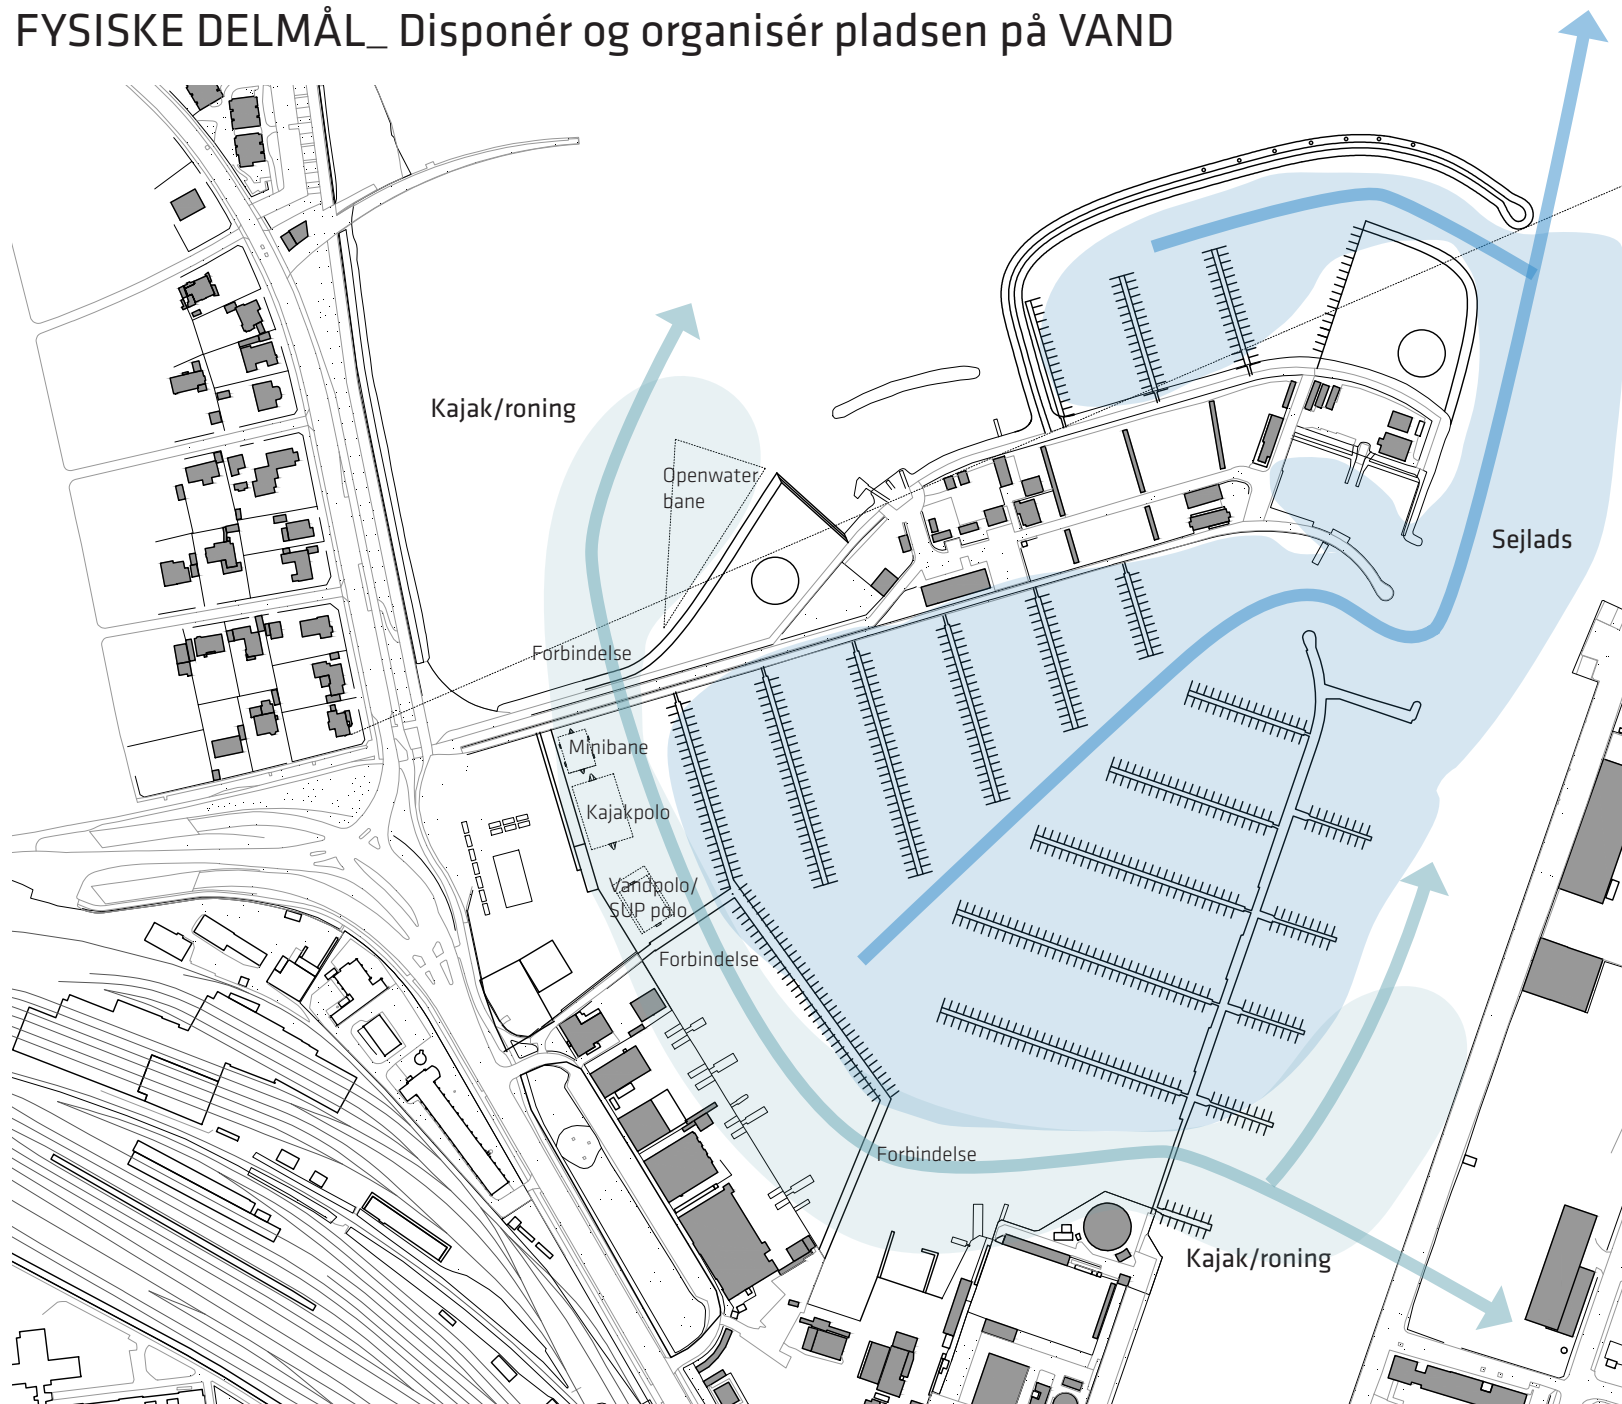 FYSISKE DELMÅL_ Disponér og organisér pladsen på VAND
Kajak/roning
Openwater
bane
Sejlads
Forbindelse
Minibane
Kajakpolo
Vandpolo/
SUP polo
Forbindelse
Forbindelse
Kajak/roning